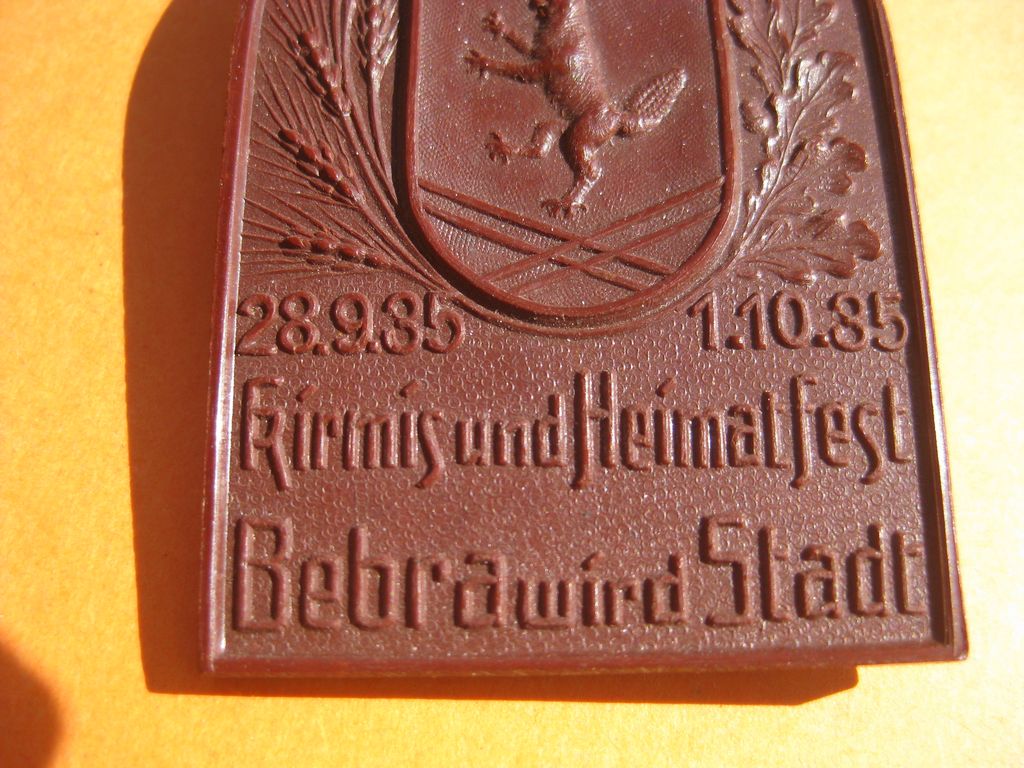 28.9.35 1.10.35
Kirmis und Heimatfest
Bebra wird Stadt